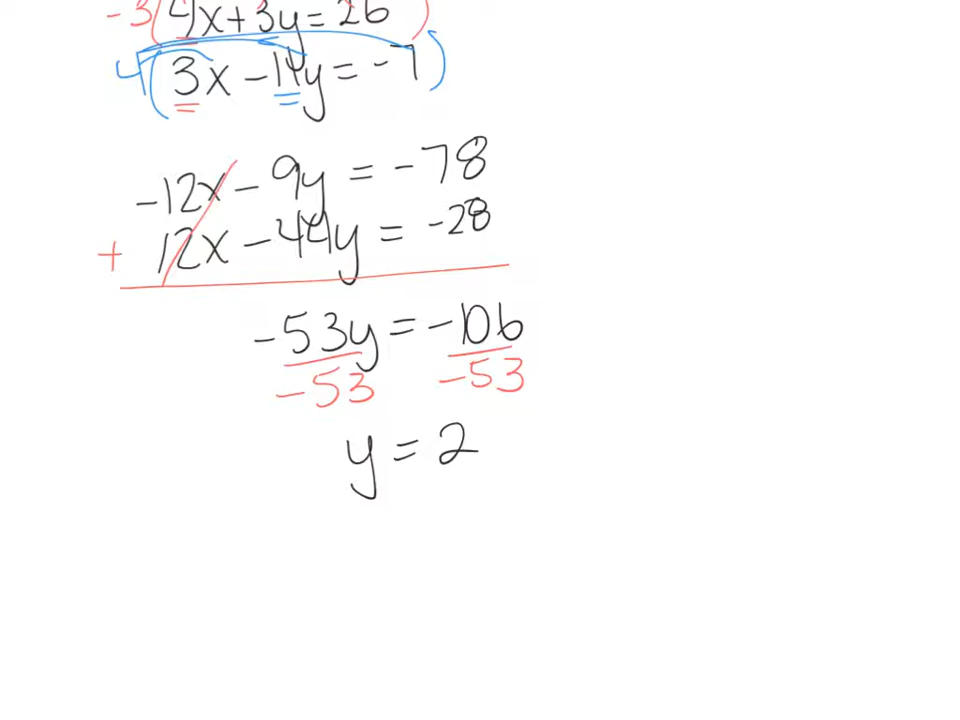 -3(4x+3y=26)
4(3x-11y=-7)
-12x-9y=-78
+ 12x-44y=-28
-53y=-106
-53 -53
y=2